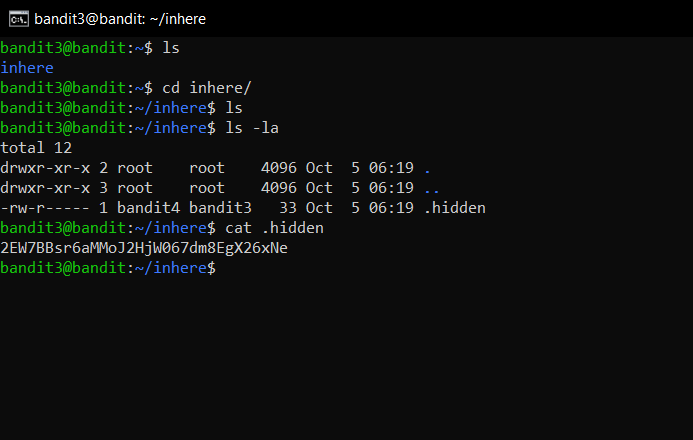 bandit3@bandit: ~/inhere
bandit3@bandit:~$ ls
inhere
bandit3@bandit:~$ cd inhere/
bandit3@bandit:~/inhere$ ls
bandit3@bandit:~/inhere$ ls -la
total 12
drwxr-xr-x 2 root    root    4096 Oct  5 06:19 .
drwxr-xr-x 3 root    root    4096 Oct  5 06:19 ..
-rw-r----- 1 bandit4 bandit3   33 Oct  5 06:19 .hidden
bandit3@bandit:~/inhere$ cat .hidden
2EW7BBsr6aMMoJ2HjW067dm8EgX26xNe
bandit3@bandit:~/inhere$